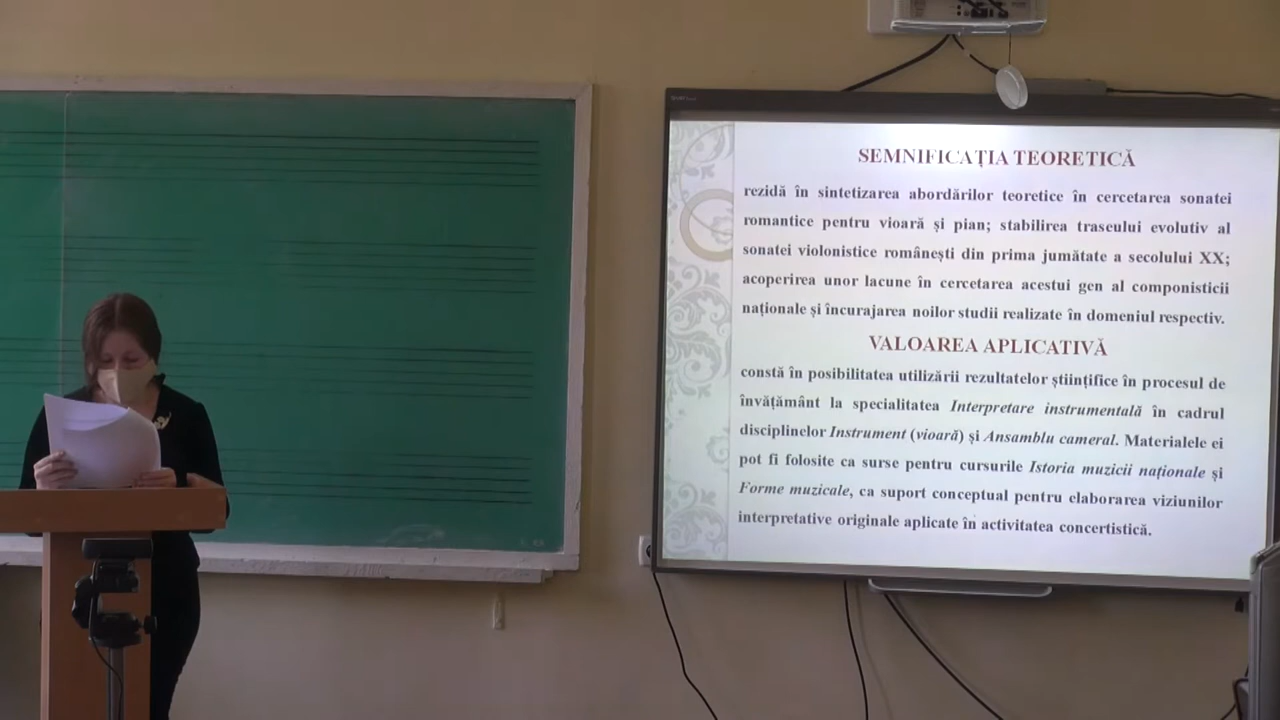 SEMNIFICAȚIA TEORETICĂ
rezidă în sintetizarea abordărilor teoretice în cercetarea sonatei
romantice pentru vioară și pian; stabilirea traseului evolutiv al
sonatei violonistice românești din prima jumătate a secolului XX;
acoperirea unor lacune în cercetarea acestui gen al componisticii
naționale și încurajarea noilor studii realizate în domeniul respectiv.
VALOAREA APLICATIVĂ
constă în posibilitatea utilizării rezultatelor științifice în procesul de
învățământ la specialitatea Interpretare instrumentală în cadrul
disciplinelor Instrument (vioară) și Ansamblu cameral. Materialele ei
pot fi folosite ca surse pentru cursurile Istoria muzicii naționale și
Forme muzicale, ca suport conceptual pentru elaborarea viziunilor
interpretative originale aplicate în activitatea concertistică.